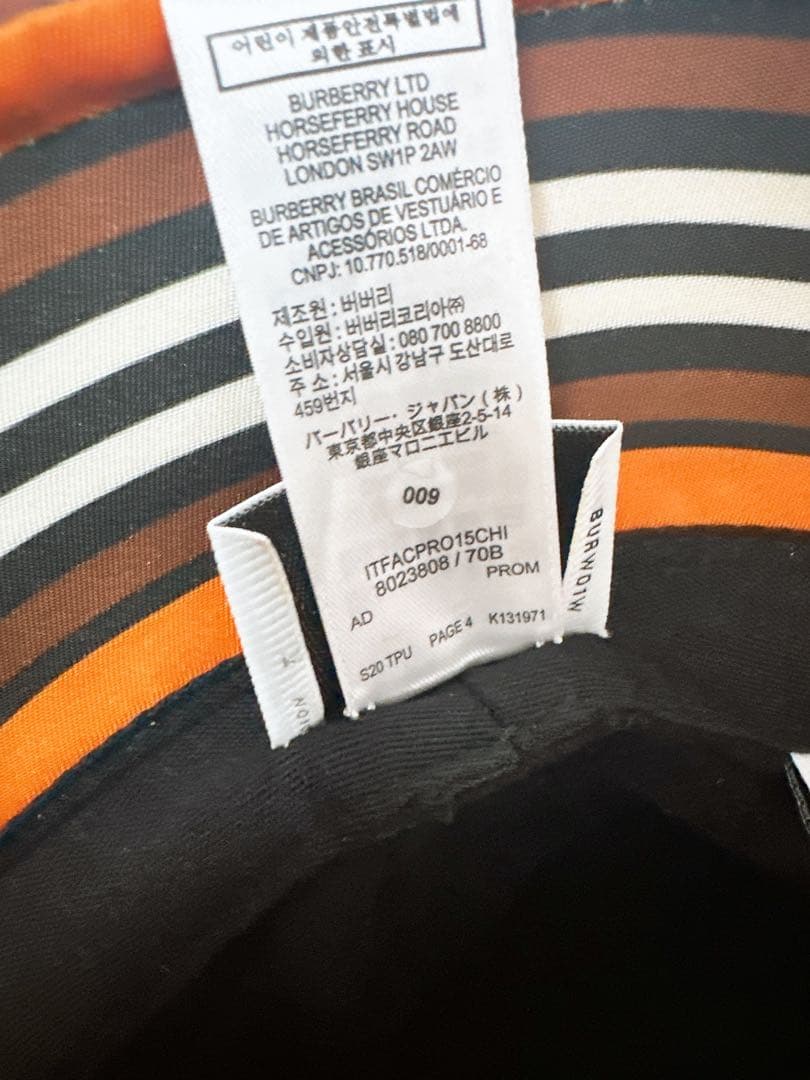 어린이 제품안전특별법에
의한 표시
BURBERRY LTD
HORSEFERRY HOUSE
HORSEFERRY ROAD
LONDON SW1P 2AW
BURBERRY BRASIL COMÉRCIO
DE ARTIGOS DE VESTUÁRIO E
ACESSÓRIOS LTDA.
CNPJ: 10.770.518/0001-68
제조원 : 버버리
수입원 : 버버리코리아㈜
소비자상담실 : 080 700 8800
주 소 : 서울시 강남구 도산대로
459번지
バーバリー・ジャパン ( 株 )
東京都中央区銀座2-5-14
銀座マロニエビル
009
ITFACPRO15CHI
8023808 / 70B
PROM
AD
S20 TPU PAGE 4 K131971
BURW01W